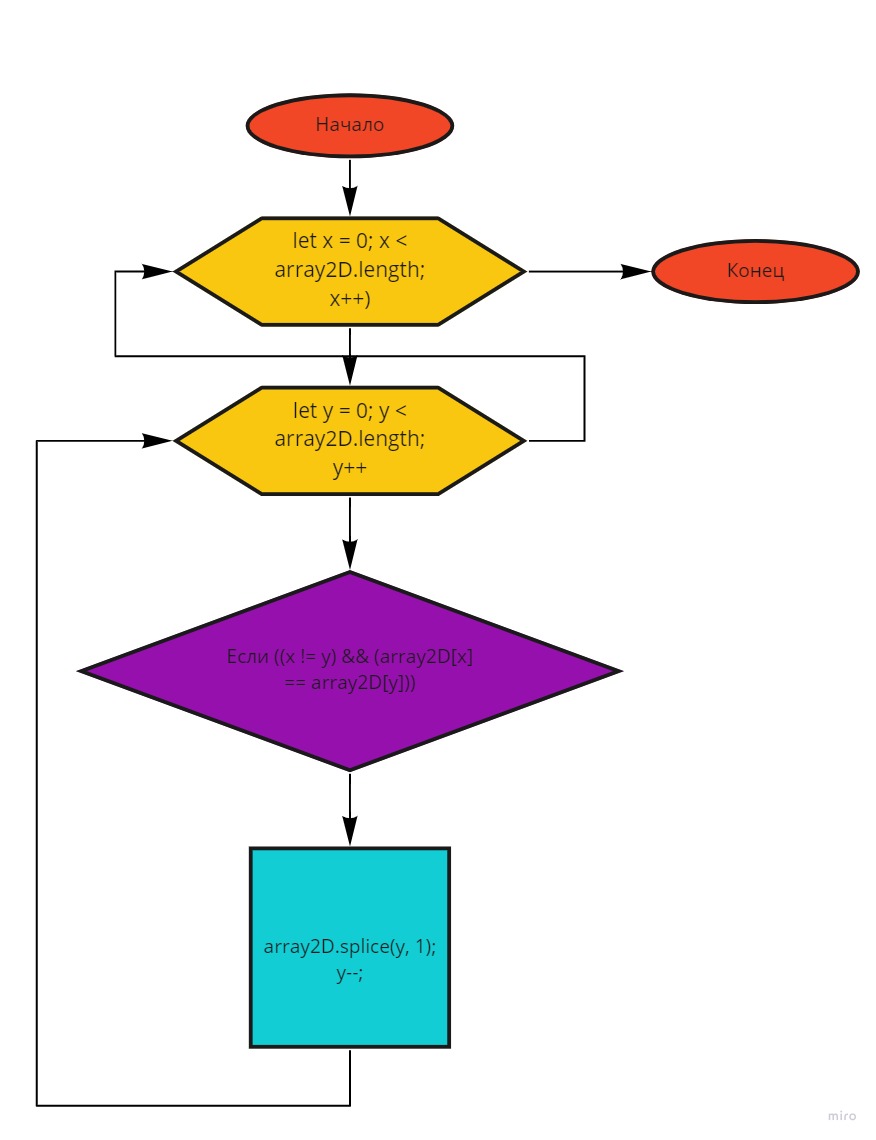 Начало
let x = 0; x <
array2D.length;
x++)
Конец
let y = 0; y <
array2D.length;
y++
Если ((x != y) && (array2D[x]
== array2D[y]))
array2D.splice(y, 1);
y--;
miro